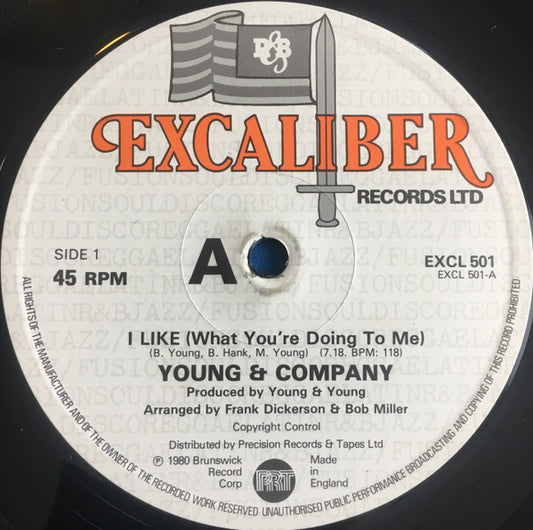 R&B
EXCALIBER
RECORDS LTD
SIDE 1
45 RPM
A
EXCL 501
EXCL 501-A
I LIKE (What You're Doing To Me)
(B. Young, B. Hank, M. Young) (7.18. BPM: 118)
YOUNG & COMPANY
Produced by Young & Young
Arranged by Frank Dickerson & Bob Miller
Copyright Control
Distributed by Precision Records & Tapes Ltd
℗ 1980 Brunswick
Record
Corp
PRT
Made
in
England
ALL RIGHTS OF THE MANUFACTURER AND OF THE OWNER OF THE RECORDED WORK RESERVED · UNAUTHORISED PUBLIC PERFORMANCE BROADCASTING AND COPYING OF THIS RECORD PROHIBITED